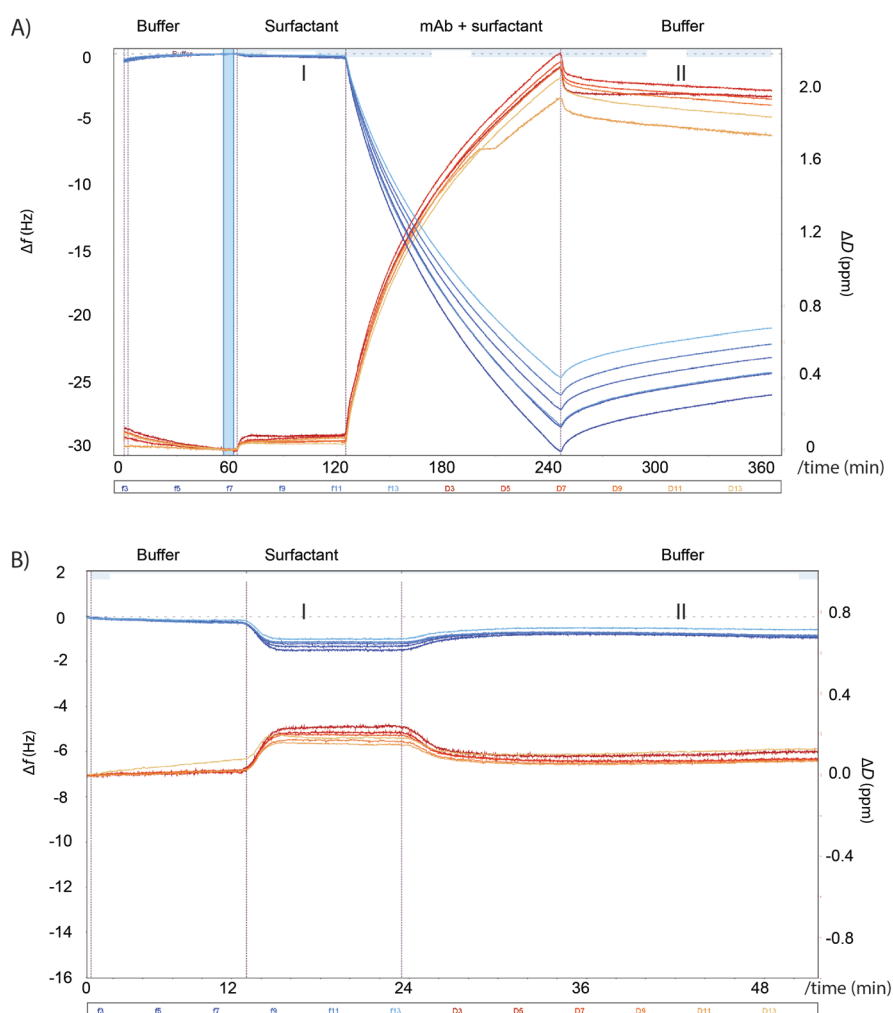 A)
Buffer Surfactant mAb + surfactant Buffer
Buffer
I II
0
-5
-10
-15
-20
-25
-30
Δf (Hz)
2.0
1.6
1.2
0.8
0.4
0
ΔD (ppm)
0 60 120 180 240 300 360 /time (min)
f3 f5 f7 f9 f11 f13 D3 D5 D7 D9 D11 D13
B)
Buffer Surfactant Buffer
I II
2
0
-2
-4
-6
-8
-10
-12
-14
-16
Δf (Hz)
0.8
0.4
0.0
-0.4
-0.8
ΔD (ppm)
0 12 24 36 48 /time (min)
f3 f5 f7 f9 f11 f13 D3 D5 D7 D9 D11 D13